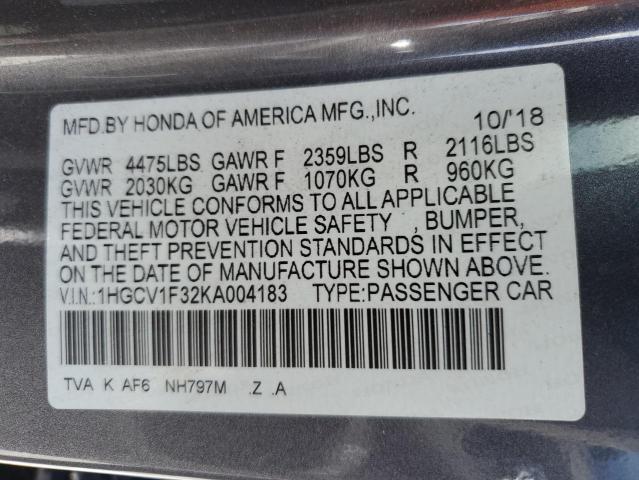 MFD.BY HONDA OF AMERICA MFG.,INC. 10/'18
GVWR 4475LBS GAWR F 2359LBS R 2116LBS
GVWR 2030KG GAWR F 1070KG R 960KG
THIS VEHICLE CONFORMS TO ALL APPLICABLE
FEDERAL MOTOR VEHICLE SAFETY , BUMPER,
AND THEFT PREVENTION STANDARDS IN EFFECT
ON THE DATE OF MANUFACTURE SHOWN ABOVE.
V.I.N.:1HGCV1F32KA004183 TYPE:PASSENGER CAR
TVA K AF6 NH797M .Z .A